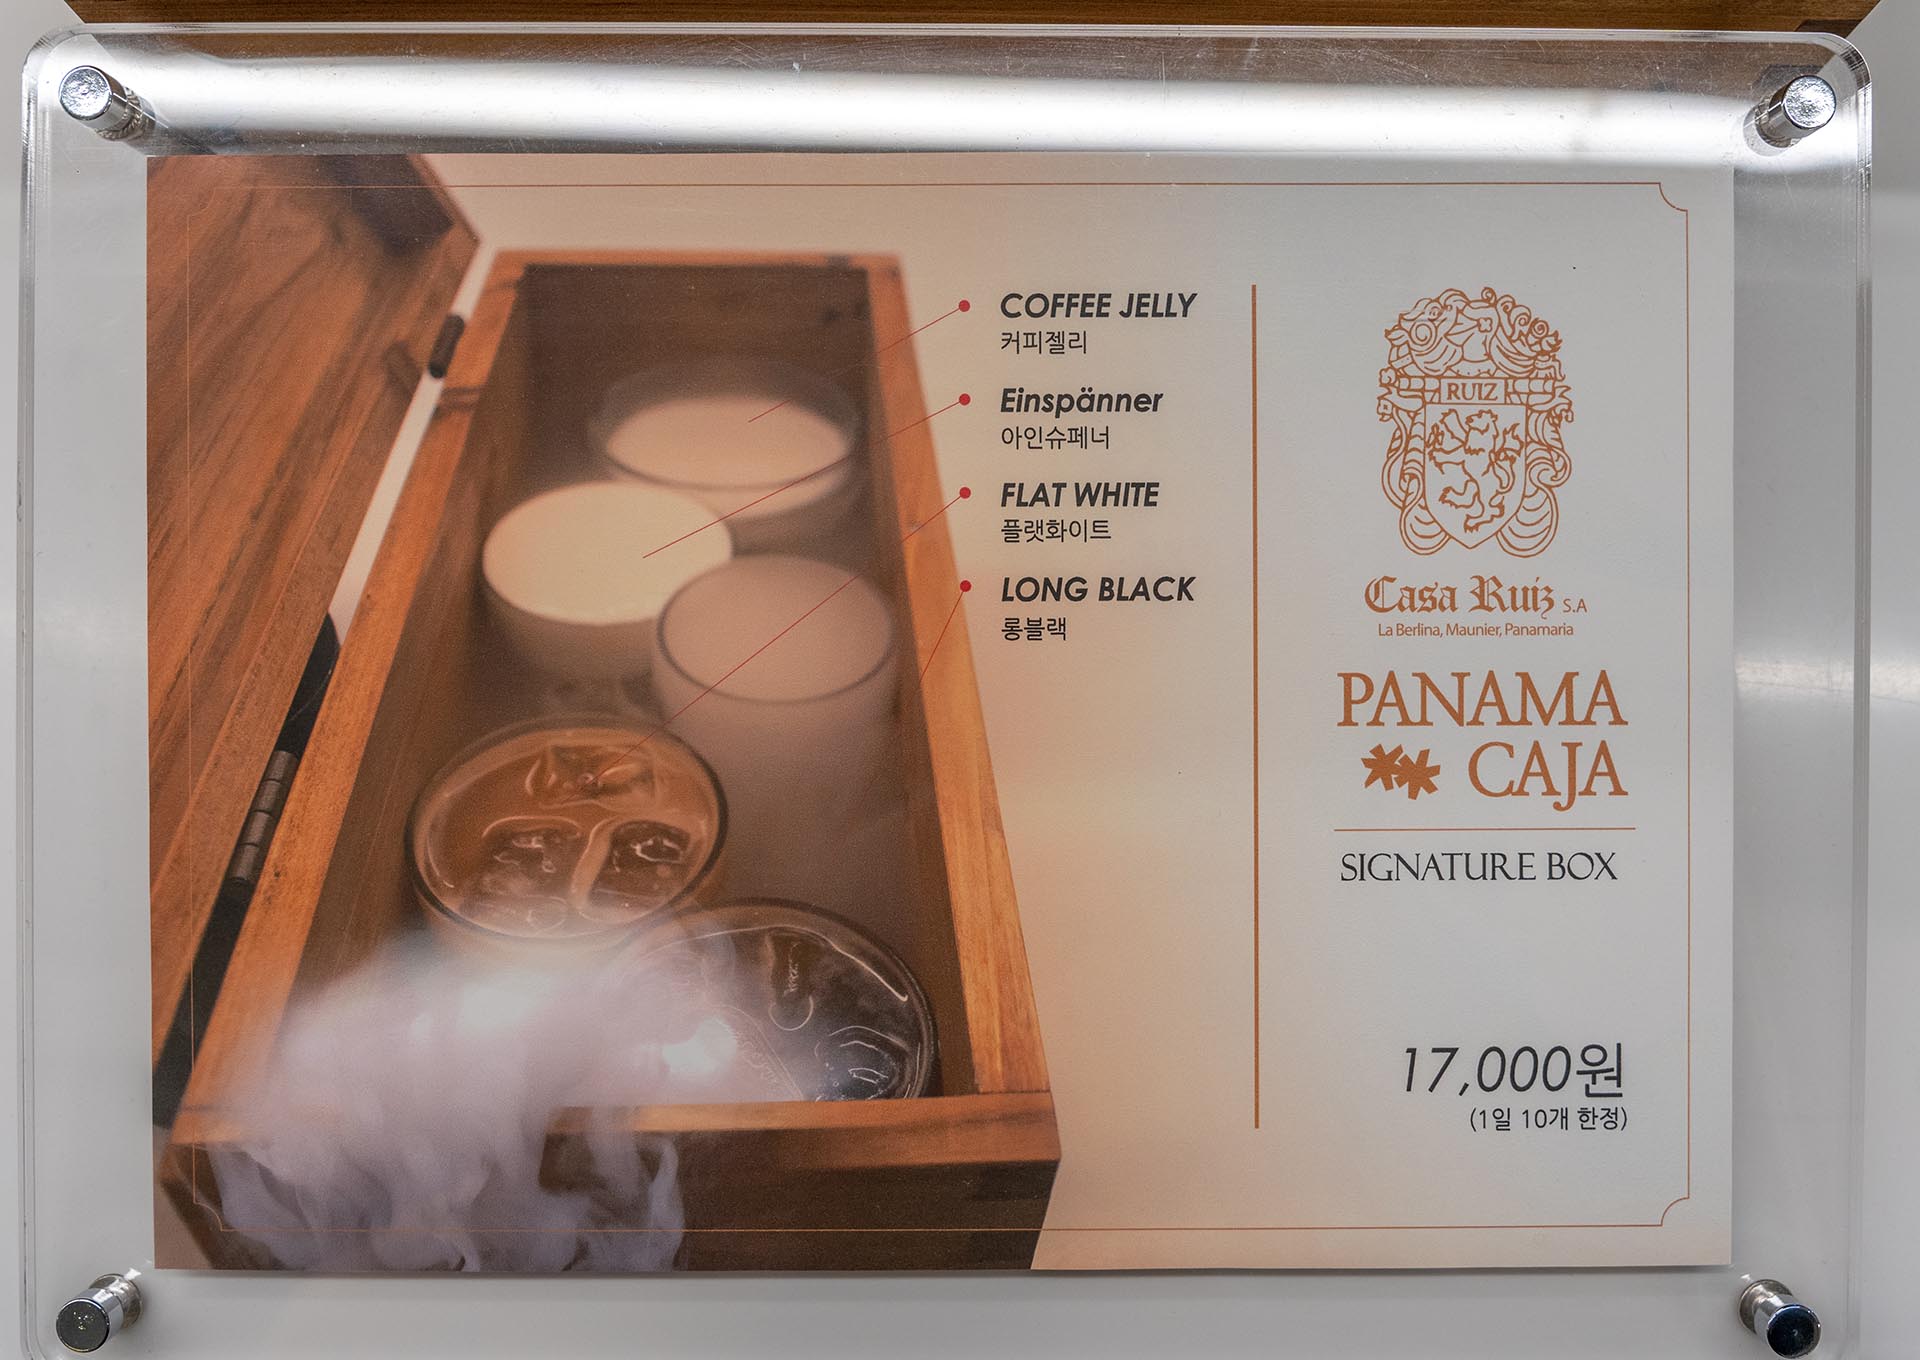 COFFEE JELLY
커피젤리
Einspänner
아인슈페너
FLAT WHITE
플랫화이트
LONG BLACK
롱블랙
RUIZ
Casa Ruiz S.A
La Berlina, Maunier, Panamaria
PANAMA
CAJA
SIGNATURE BOX
17,000원
(1일 10개 한정)